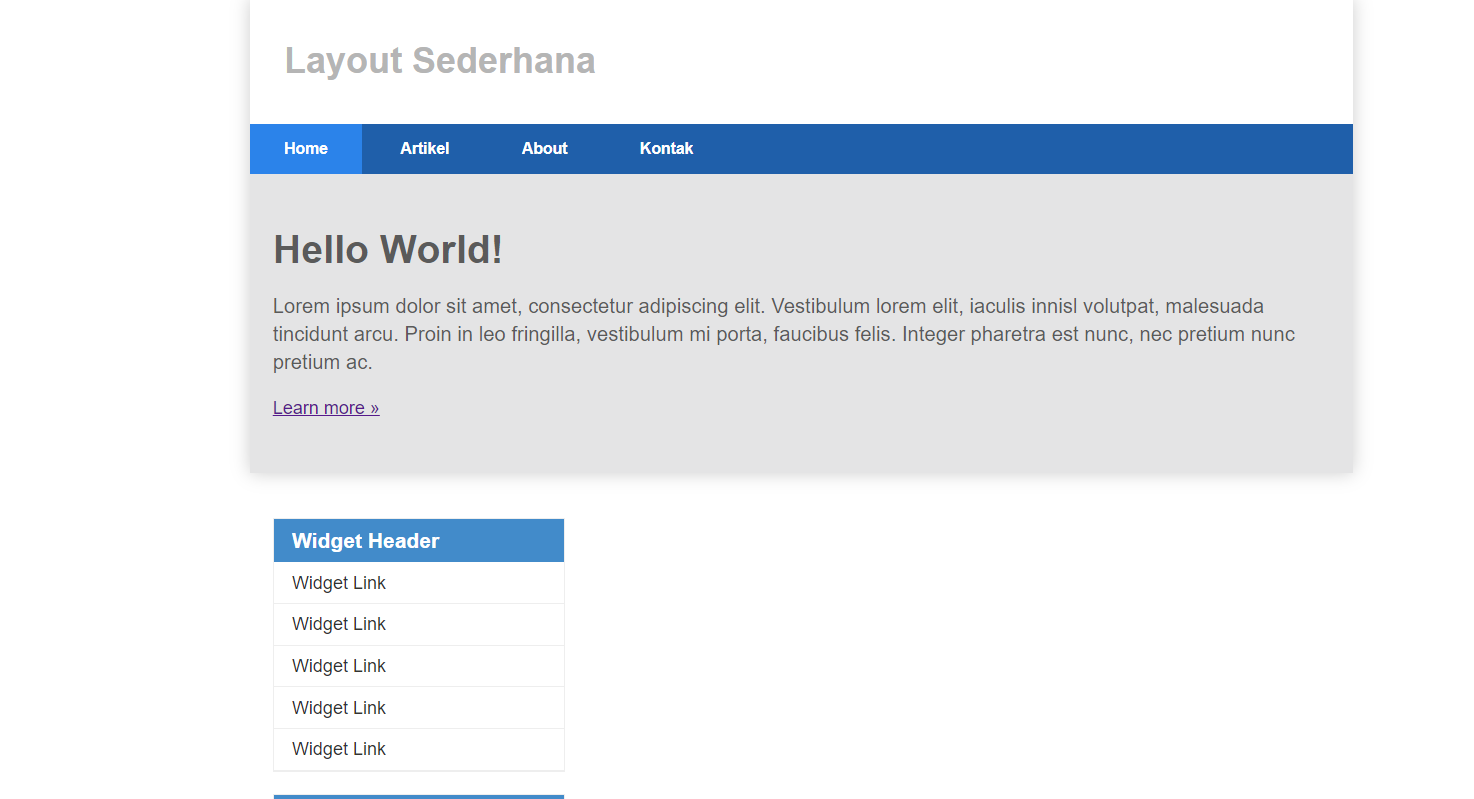 Layout Sederhana
Home Artikel About Kontak
Hello World!
Lorem ipsum dolor sit amet, consectetur adipiscing elit. Vestibulum lorem elit, iaculis innisl volutpat, malesuada
tincidunt arcu. Proin in leo fringilla, vestibulum mi porta, faucibus felis. Integer pharetra est nunc, nec pretium nunc
pretium ac.
Learn more »
Widget Header
Widget Link
Widget Link
Widget Link
Widget Link
Widget Link